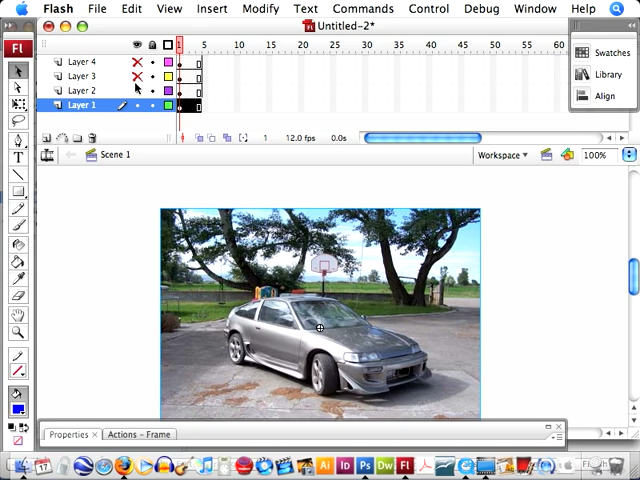 Flash File Edit View Insert Modify Text Commands Control Debug Window Help
Untitled-2*
Fl
1 5 10 15 20 25 30 35 40 45 50 55 60
Layer 4
Layer 3
Layer 2
Layer 1
Swatches
Library
Align
1 12.0 fps 0.0s
Scene 1 Workspace 100%
T
Properties × Actions - Frame
17 Ai Id Ps Dw Fl